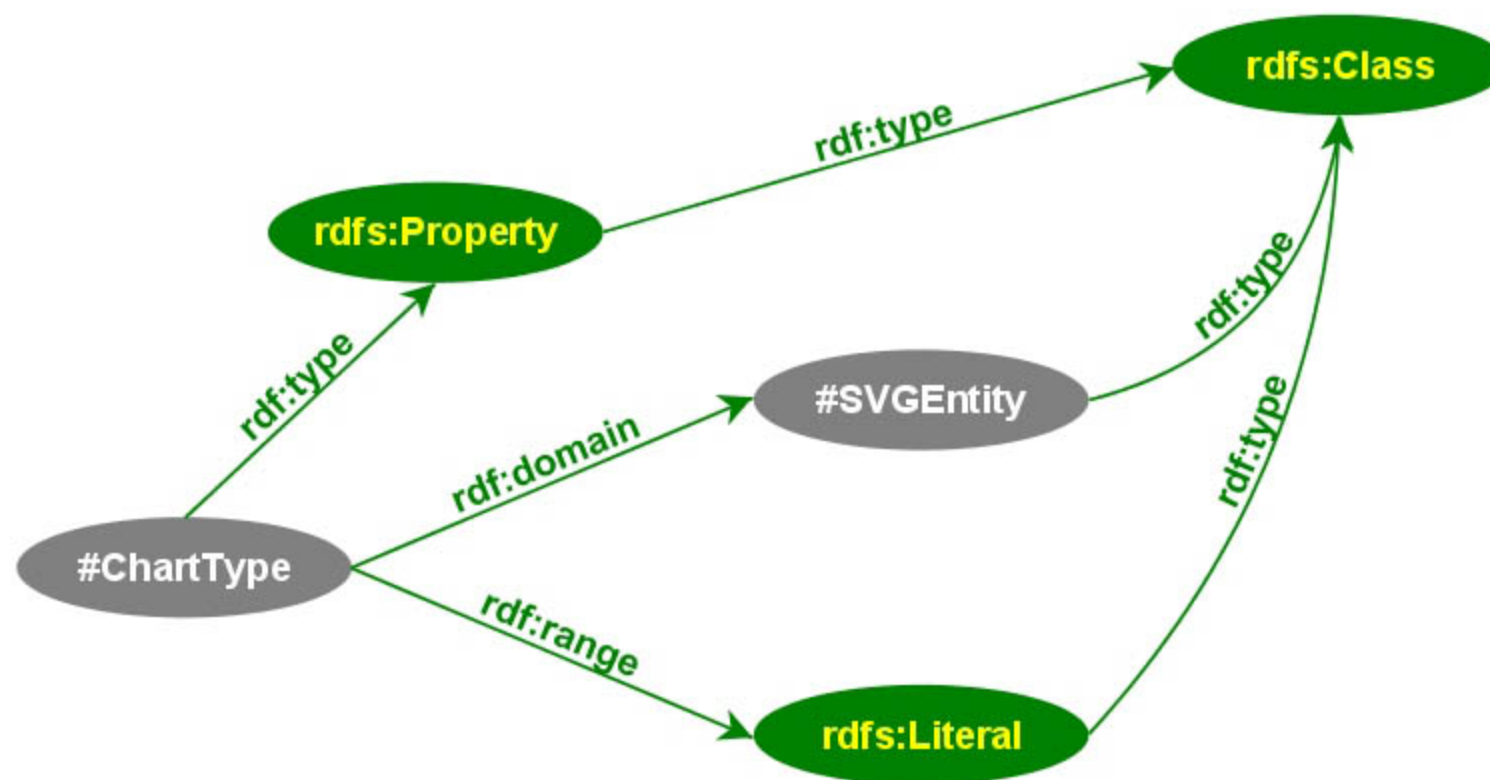 rdfs:Class
rdf:type
rdfs:Property
rdf:type
rdf:type
#SVGEntity
rdf:type
rdf:domain
#ChartType
rdf:range
rdfs:Literal